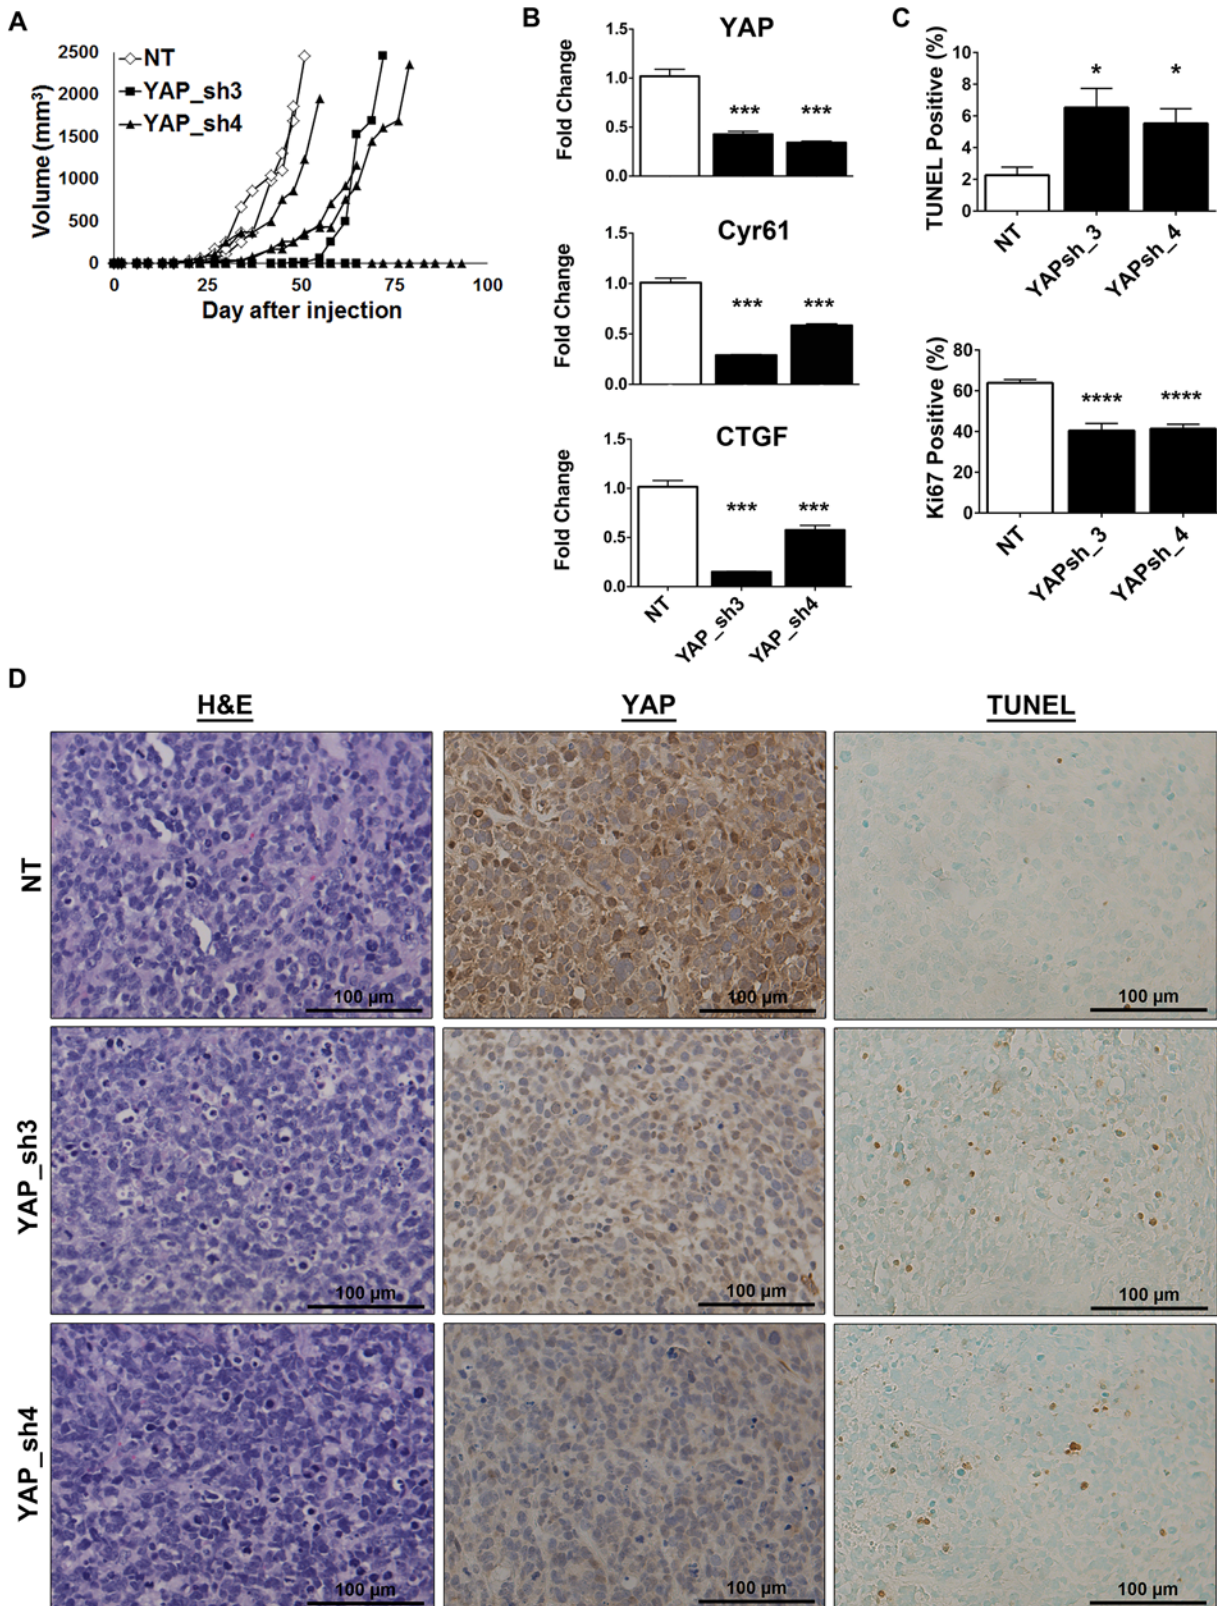 A
Volume (mm³)
2500
2000
1500
1000
500
0
NT
YAP_sh3
YAP_sh4
0 25 50 75 100
Day after injection
B
YAP
Fold Change
1.5
1.0
0.5
0.0
*** ***
Cyr61
Fold Change
1.5
1.0
0.5
0.0
*** ***
CTGF
Fold Change
1.5
1.0
0.5
0.0
*** ***
NT YAP_sh3 YAP_sh4
C
TUNEL Positive (%)
10
8
6
4
2
0
* *
NT YAPsh_3 YAPsh_4
Ki67 Positive (%)
80
60
40
20
0
**** ****
NT YAPsh_3 YAPsh_4
D
H&E YAP TUNEL
NT
100 µm 100 µm 100 µm
YAP_sh3
100 µm 100 µm 100 µm
YAP_sh4
100 µm 100 µm 100 µm